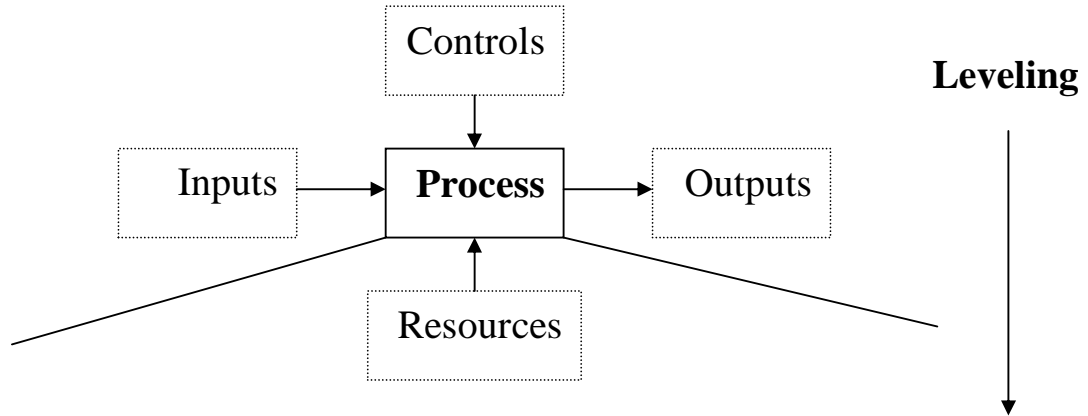 Controls
Leveling
Inputs
Process
Outputs
Resources